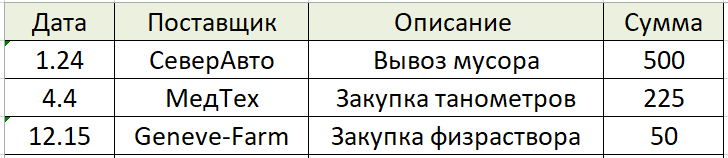 Дата Поставщик Описание Сумма
1.24 СеверАвто Вывоз мусора 500
4.4 МедТех Закупка танометров 225
12.15 Geneve-Farm Закупка физраствора 50